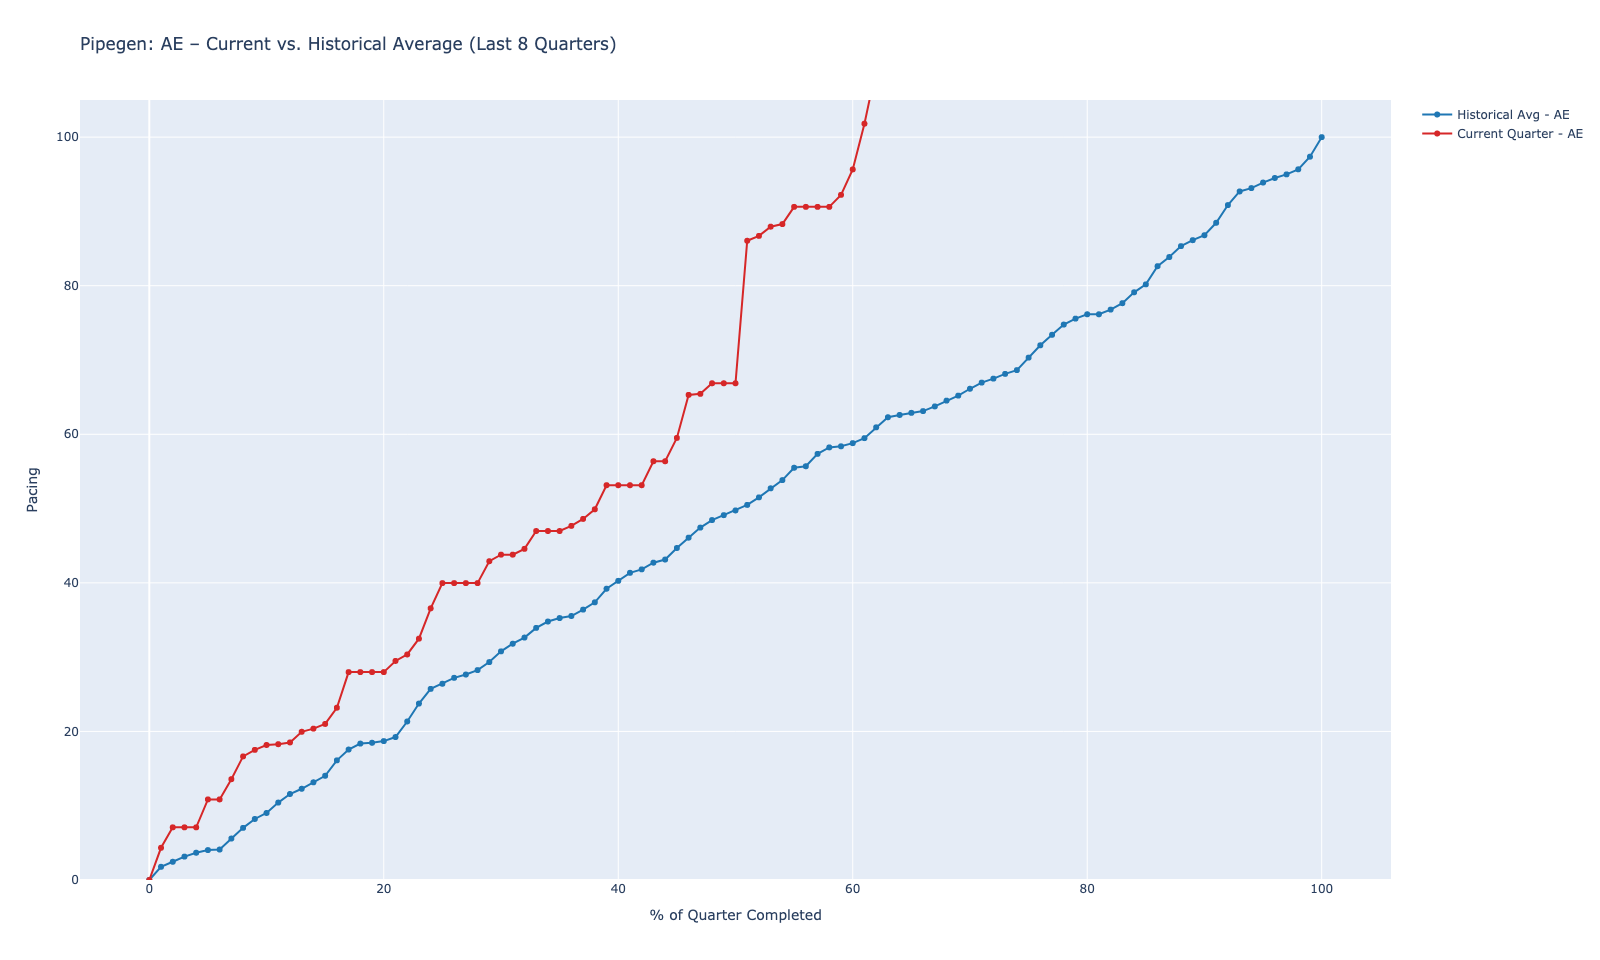 Pipegen: AE – Current vs. Historical Average (Last 8 Quarters)
Historical Avg - AE
Current Quarter - AE
100
80
60
40
20
0
Pacing
0 20 40 60 80 100
% of Quarter Completed